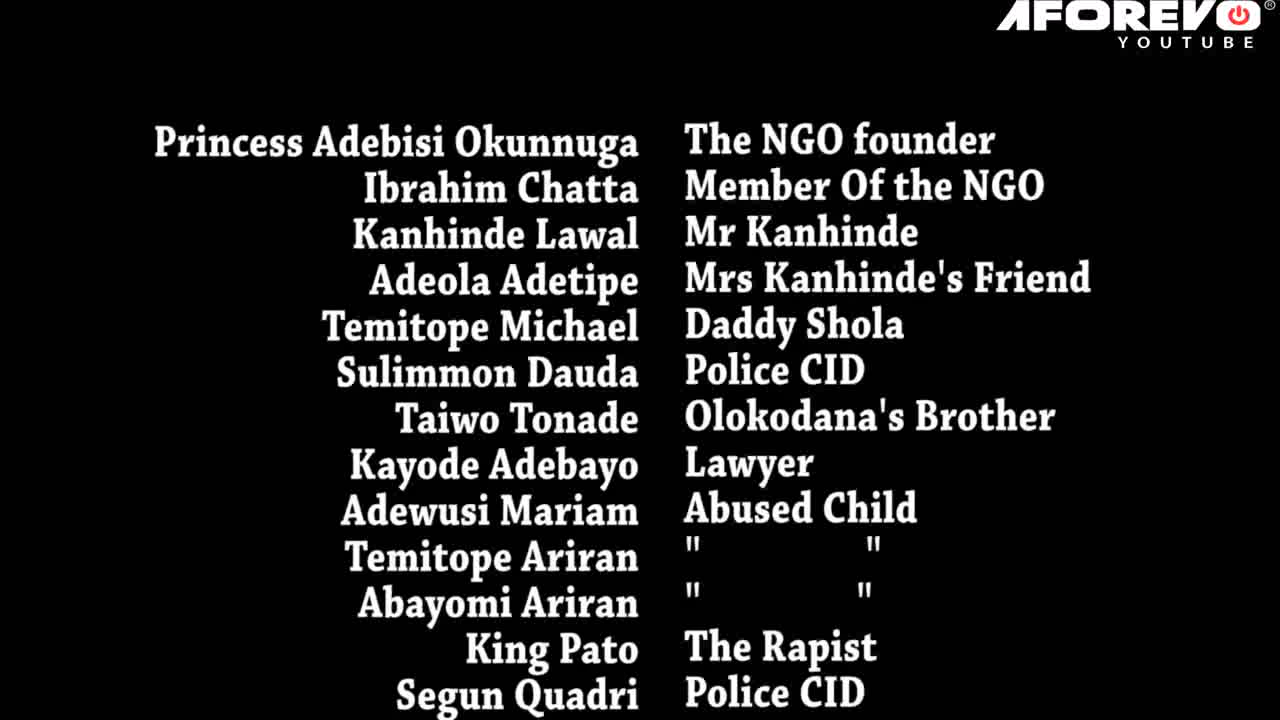 AFOREVO®
YOUTUBE
Princess Adebisi Okunnuga The NGO founder
Ibrahim Chatta Member Of the NGO
Kanhinde Lawal Mr Kanhinde
Adeola Adetipe Mrs Kanhinde's Friend
Temitope Michael Daddy Shola
Sulimmon Dauda Police CID
Taiwo Tonade Olokodana's Brother
Kayode Adebayo Lawyer
Adewusi Mariam Abused Child
Temitope Ariran " "
Abayomi Ariran " "
King Pato The Rapist
Segun Quadri Police CID